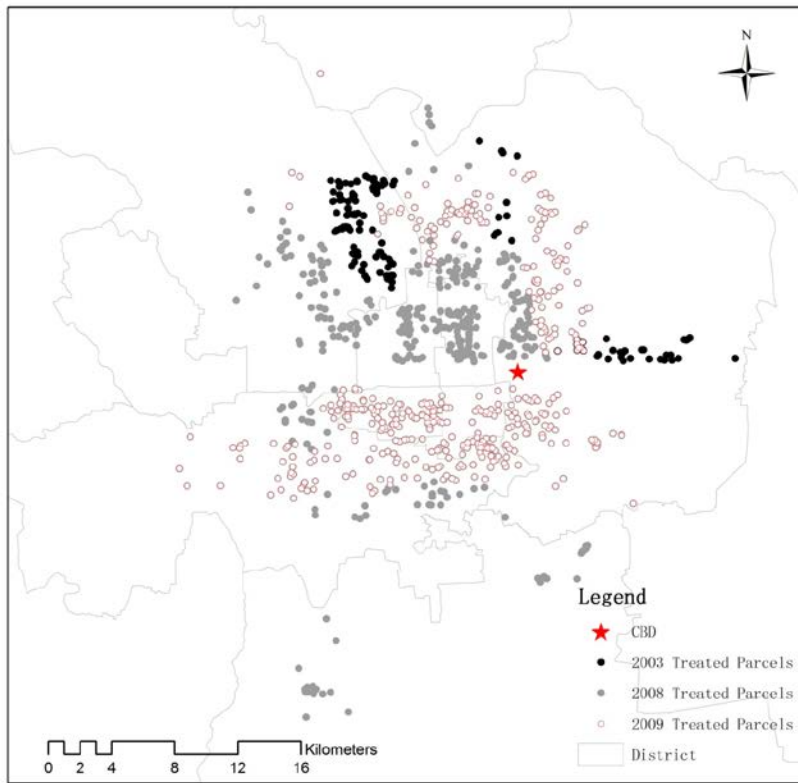 N
Legend
CBD
2003 Treated Parcels
2008 Treated Parcels
2009 Treated Parcels
District
Kilometers
0 2 4 8 12 16